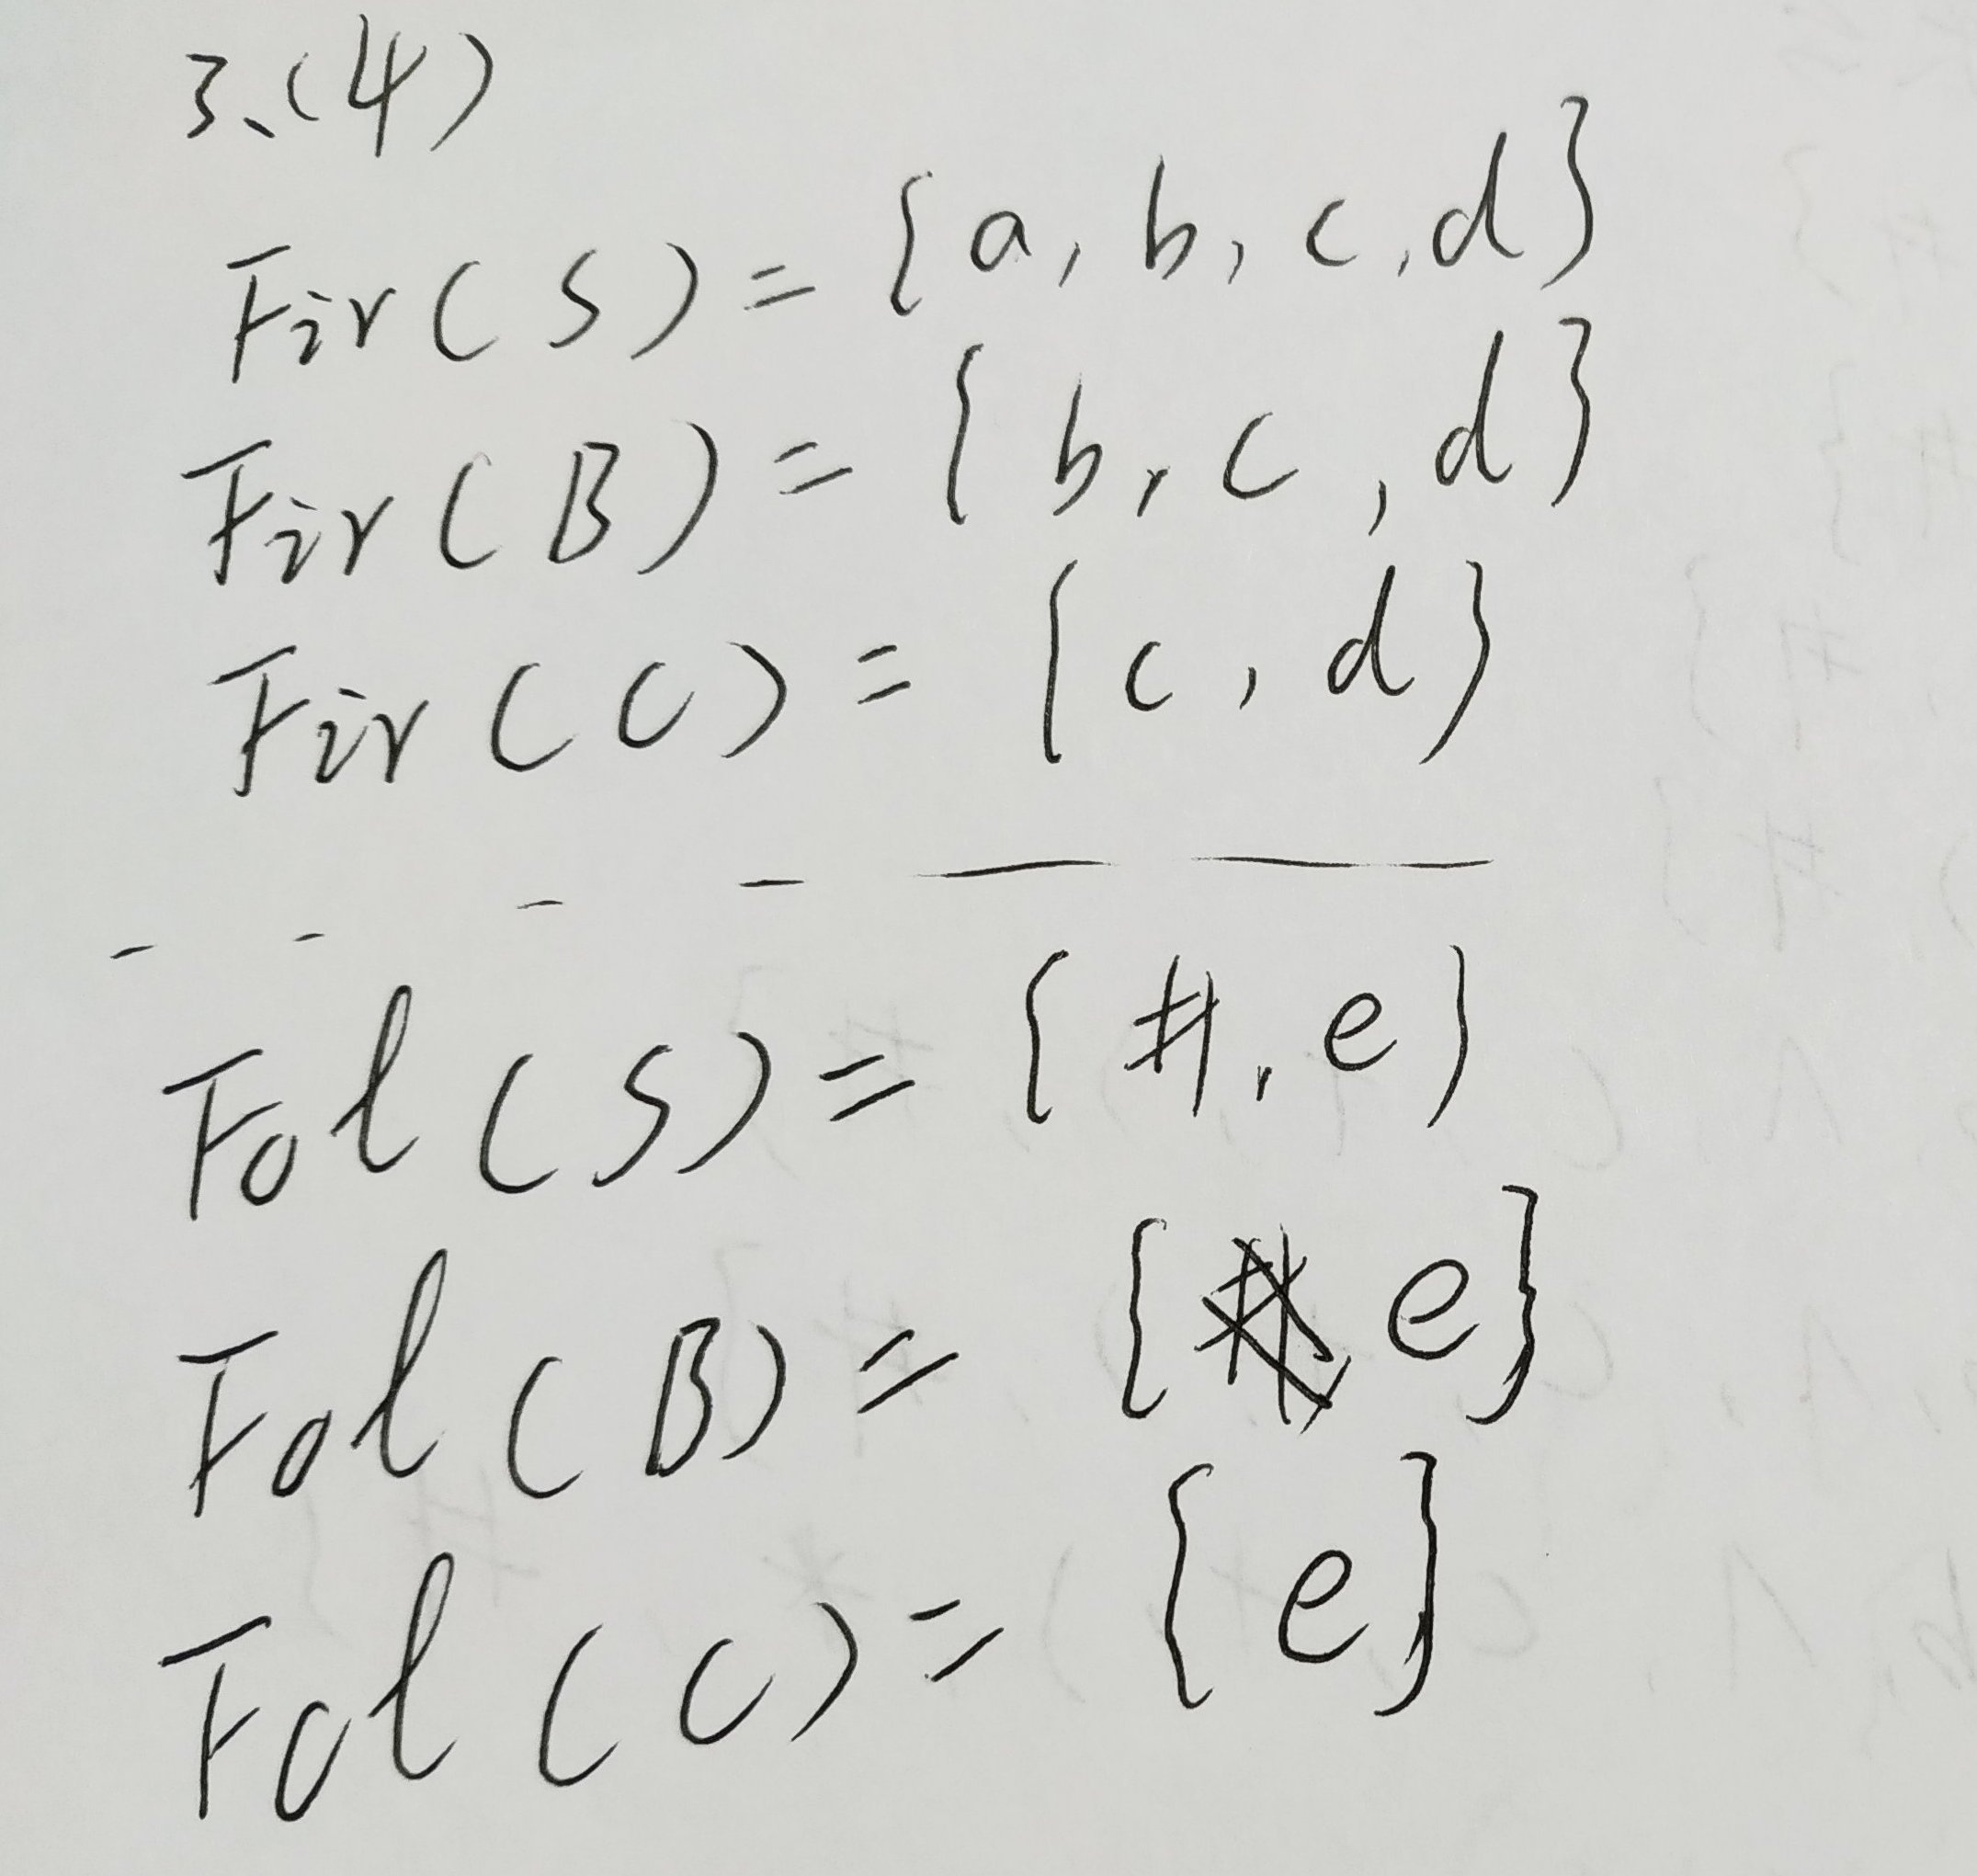 3、(4)
Fir(S) = {a, b, c, d}
Fir(B) = {b, c, d}
Fir(C) = {c, d}
Fol(S) = {#, e}
Fol(B) = {e}
Fol(C) = {e}